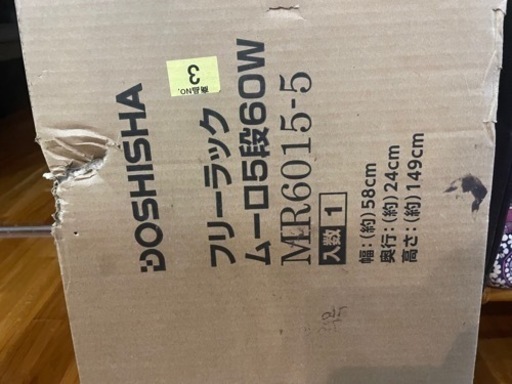 DOSHISHA
商品NO.
3
フリーラック
ムーロ5段60W
MR6015-5
入数 1
幅：(約)58cm
奥行：(約)24cm
高さ：(約)149cm